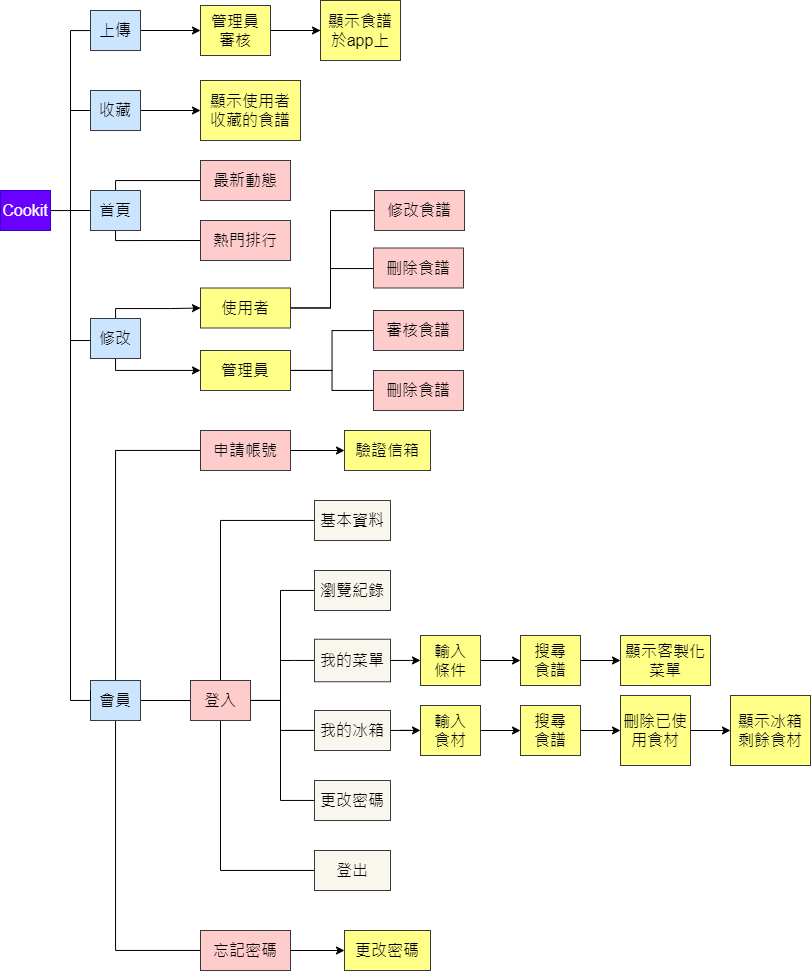 上傳
管理員
審核
顯示食譜
於app上
收藏
顯示使用者
收藏的食譜
Cookit
首頁
最新動態
熱門排行
修改
使用者
修改食譜
刪除食譜
管理員
審核食譜
刪除食譜
會員
申請帳號
驗證信箱
登入
基本資料
瀏覽紀錄
我的菜單
輸入
條件
搜尋
食譜
顯示客製化
菜單
我的冰箱
輸入
食材
搜尋
食譜
刪除已使
用食材
顯示冰箱
剩餘食材
更改密碼
登出
忘記密碼
更改密碼